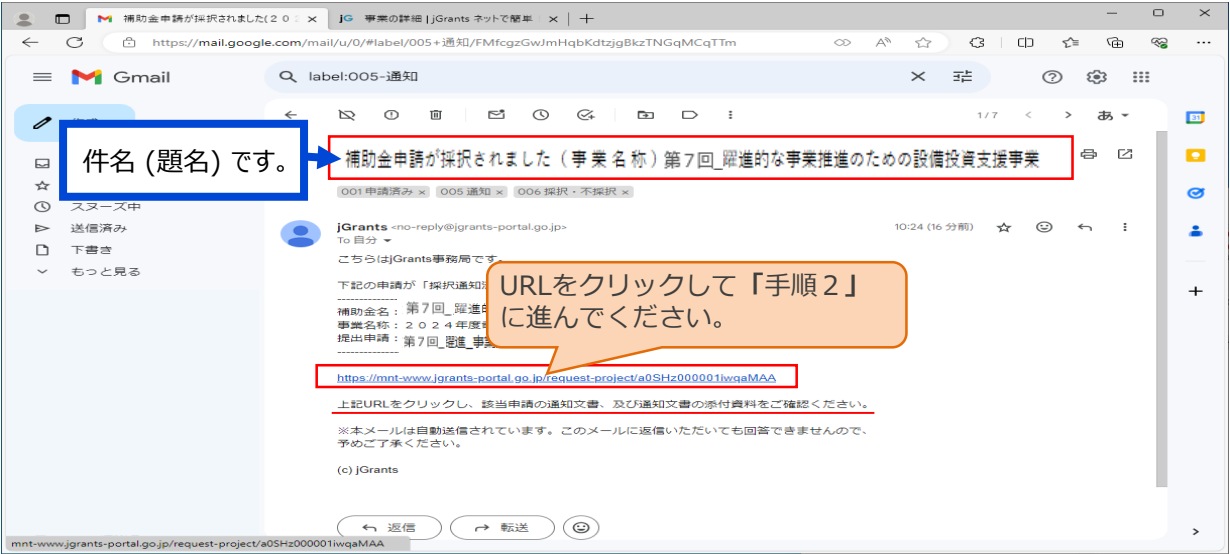 補助金申請が採択されました(２０
事業の詳細 | jGrants ネットで簡単
https://mail.google.com/mail/u/0/#label/005+通知/FMfcgzGwJmHqbKdtzjgBkzTNGqMCqTTm
Gmail
label:005-通知
1/7
あ
31
件名 (題名) です。
補助金申請が採択されました（事業名称）第７回_躍進的な事業推進のための設備投資支援事業
001 申請済み ×
005 通知 ×
006 採択・不採択 ×
スヌーズ中
送信済み
下書き
もっと見る
jGrants <no-reply@jgrants-portal.go.jp>
10:24 (16 分前)
To 自分
こちらはjGrants事務局です。
URLをクリックして「手順２」
に進んでください。
下記の申請が「採択通知
-------------
補助金名： 第７回_躍進
事業名称：２０２４年度
提出申請： 第７回_躍進_事
-------------
https://mnt-www.jgrants-portal.go.jp/request-project/a0SHz000001iwqaMAA
上記URLをクリックし、該当申請の通知文書、及び通知文書の添付資料をご確認ください。
※本メールは自動送信されています。このメールに返信いただいても回答できませんので、
予めご了承ください。
(c) jGrants
返信
転送
mnt-www.jgrants-portal.go.jp/request-project/a0SHz000001iwqaMAA